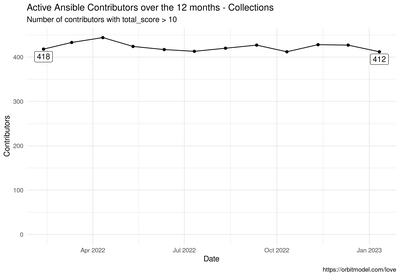 Active Ansible Contributors over the 12 months - Collections
Number of contributors with total_score > 10
Contributors
400
300
200
100
0
418
412
Apr 2022
Jul 2022
Oct 2022
Jan 2023
Date
https://orbitmodel.com/love